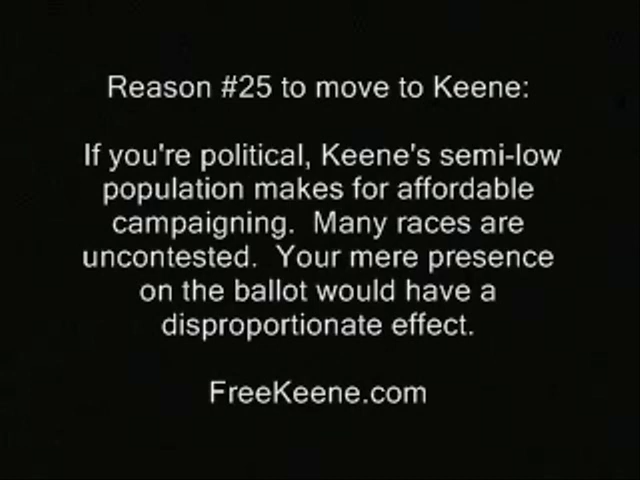 Reason #25 to move to Keene:
If you're political, Keene's semi-low
population makes for affordable
campaigning.  Many races are
uncontested.  Your mere presence
on the ballot would have a
disproportionate effect.
FreeKeene.com